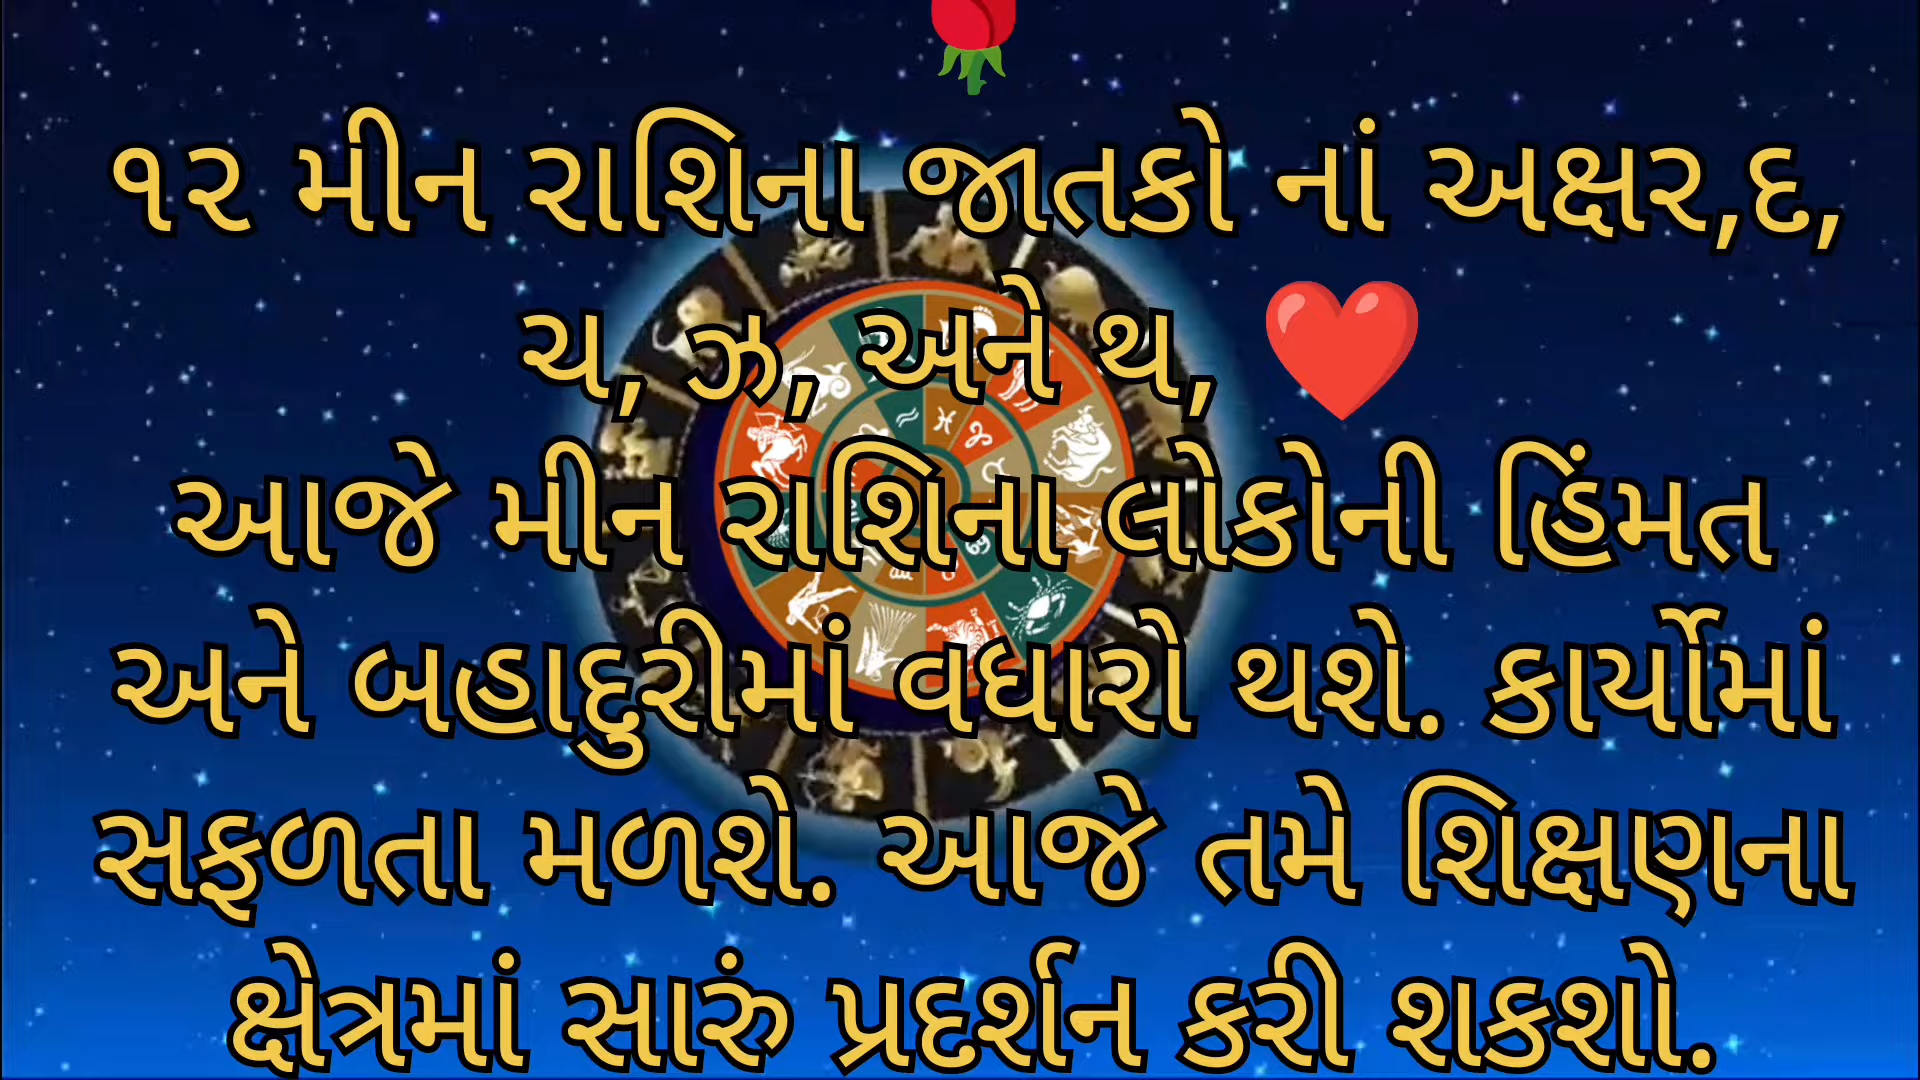 ૧૨ મીન રાશિના જાતકો નાં અક્ષર,દ,
ચ, ઝ, અને થ, ❤️
આજે મીન રાશિના લોકોની હિંમત
અને બહાદુરીમાં વધારો થશે. કાર્યોમાં
સફળતા મળશે. આજે તમે શિક્ષણના
ક્ષેત્રમાં સારું પ્રદર્શન કરી શકશો.